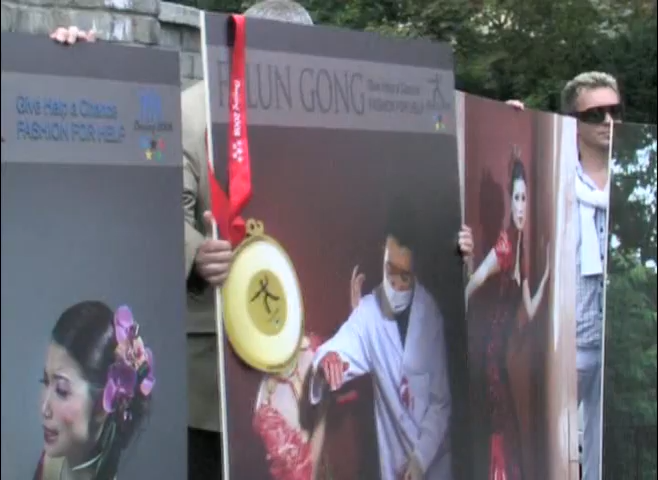 Give Help a Chance
FASHION FOR HELP
FALUN GONG
Give Help a Chance
FASHION FOR HELP
Beijing 2008